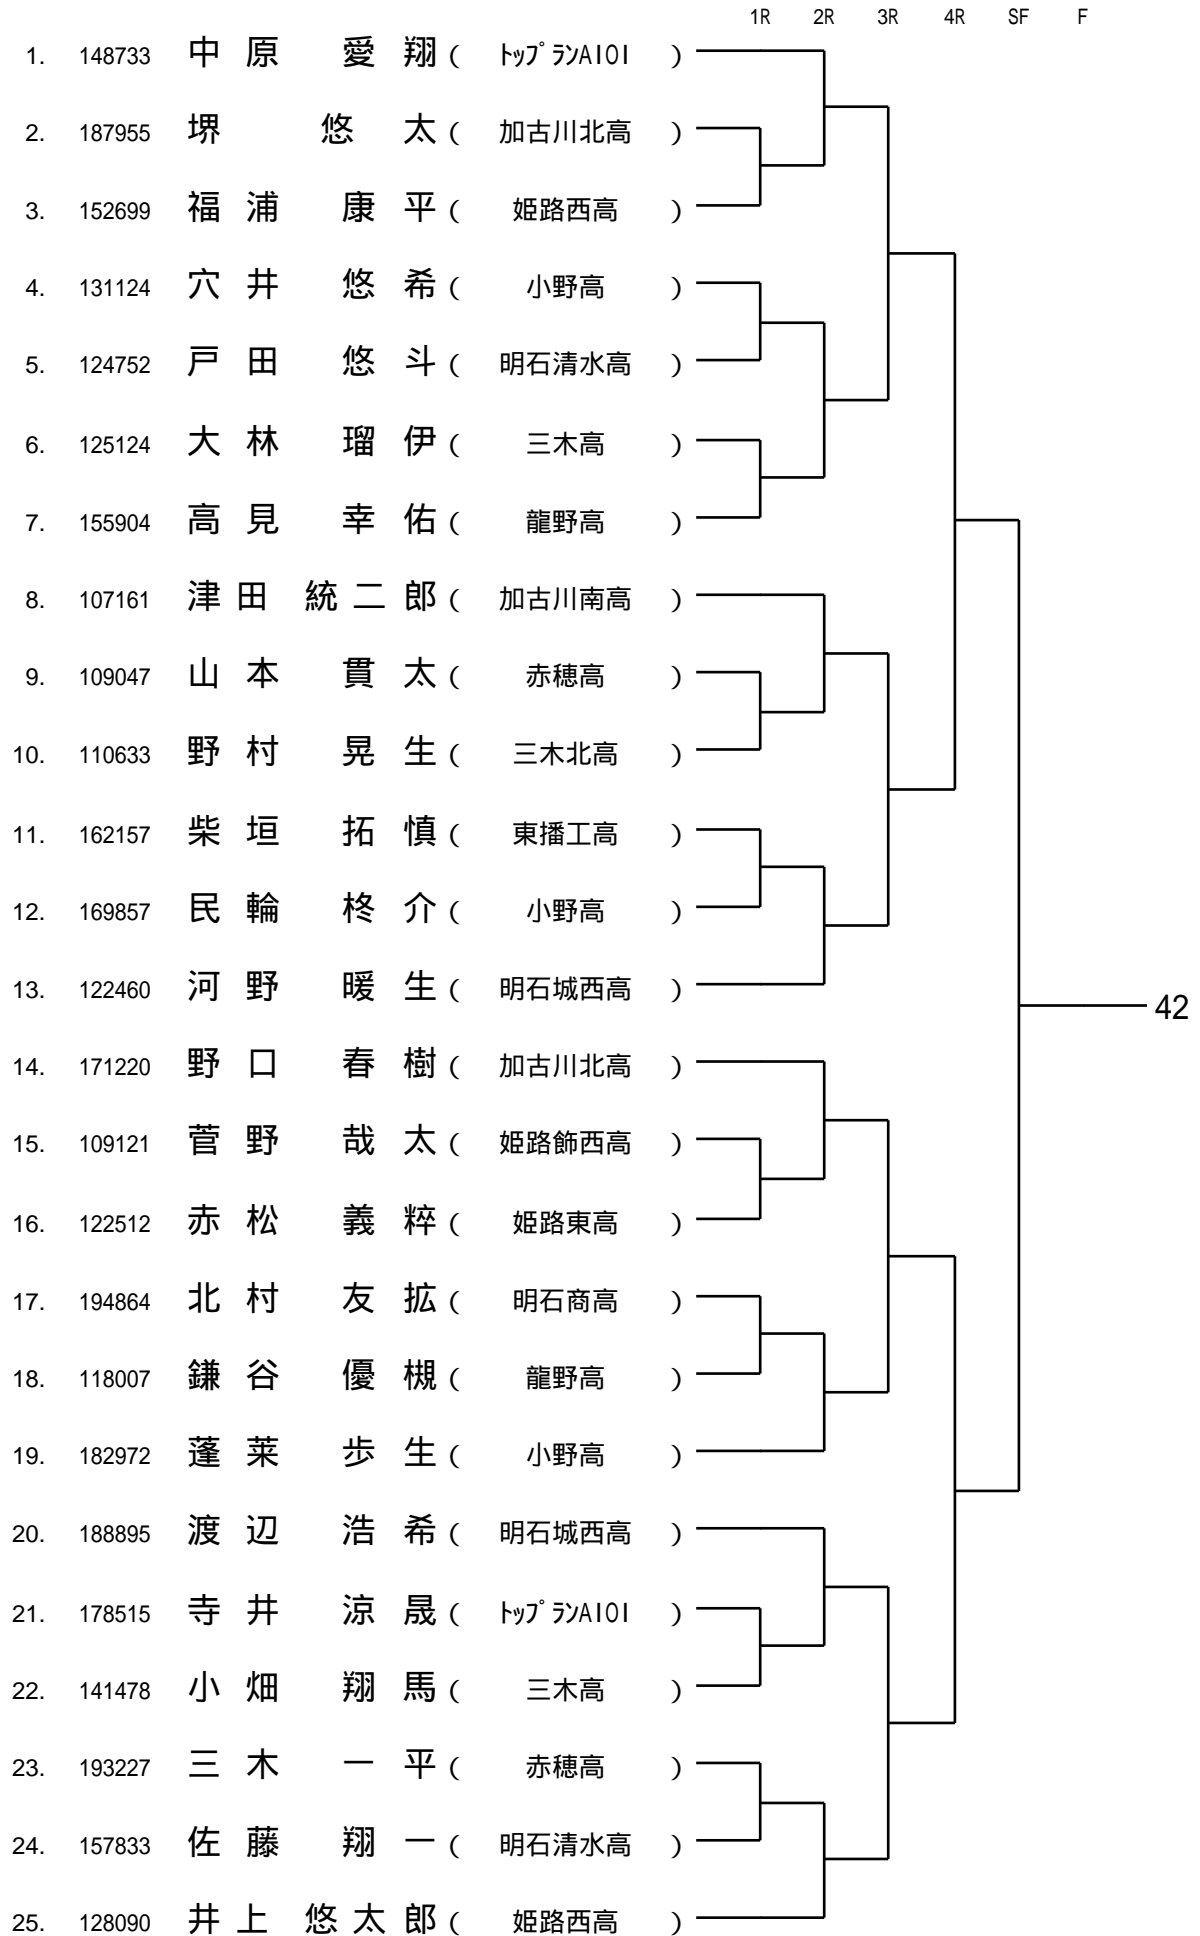 1R 2R 3R 4R SF F
1. 148733 中原 愛翔 ( トップランAIOI )
2. 187955 堺 悠太 ( 加古川北高 )
3. 152699 福浦 康平 ( 姫路西高 )
4. 131124 穴井 悠希 ( 小野高 )
5. 124752 戸田 悠斗 ( 明石清水高 )
6. 125124 大林 瑠伊 ( 三木高 )
7. 155904 高見 幸佑 ( 龍野高 )
8. 107161 津田 統二郎 ( 加古川南高 )
9. 109047 山本 貫太 ( 赤穂高 )
10. 110633 野村 晃生 ( 三木北高 )
11. 162157 柴垣 拓慎 ( 東播工高 )
12. 169857 民輪 柊介 ( 小野高 )
13. 122460 河野 暖生 ( 明石城西高 )
42
14. 171220 野口 春樹 ( 加古川北高 )
15. 109121 菅野 哉太 ( 姫路飾西高 )
16. 122512 赤松 義粹 ( 姫路東高 )
17. 194864 北村 友拡 ( 明石商高 )
18. 118007 鎌谷 優槻 ( 龍野高 )
19. 182972 蓬莱 歩生 ( 小野高 )
20. 188895 渡辺 浩希 ( 明石城西高 )
21. 178515 寺井 涼晟 ( トップランAIOI )
22. 141478 小畑 翔馬 ( 三木高 )
23. 193227 三木 一平 ( 赤穂高 )
24. 157833 佐藤 翔一 ( 明石清水高 )
25. 128090 井上 悠太郎 ( 姫路西高 )